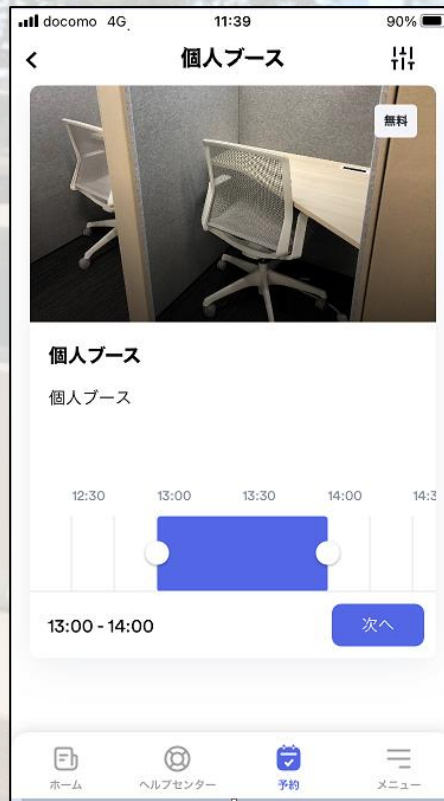 docomo 4G 11:39 90%
個人ブース
無料
個人ブース
個人ブース
12:30 13:00 13:30 14:00 14:3
13:00 - 14:00
次へ
ホーム ヘルプセンター 予約 メニュー